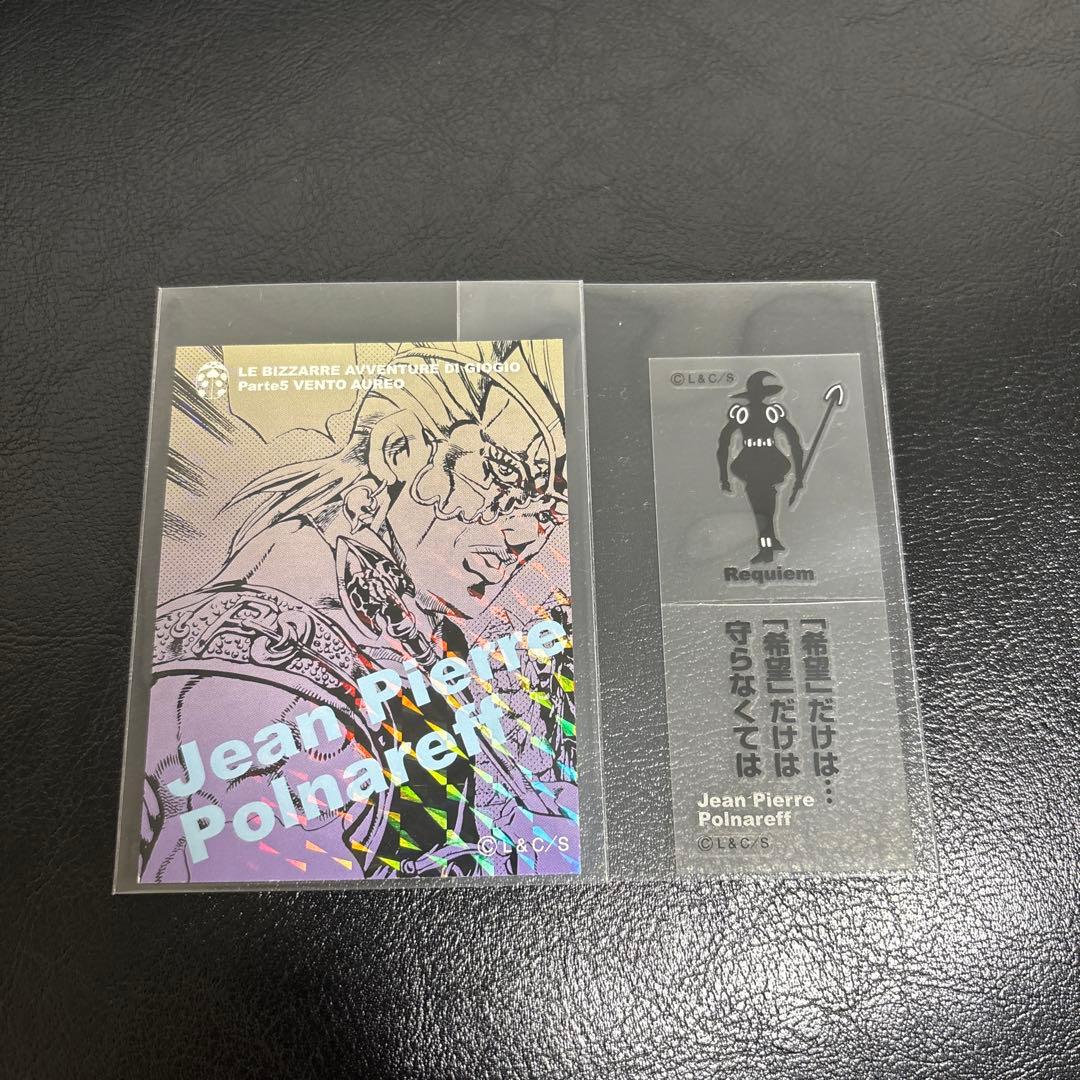 LE BIZZARRE AVVENTURE DI GIOGIO
Parte5 VENTO AUREO
Jean Pierre
Polnareff
©L&C/S
©L&C/S
Requiem
「希望」だけは…
「希望」だけは
守らなくては
Jean Pierre
Polnareff
©L&C/S